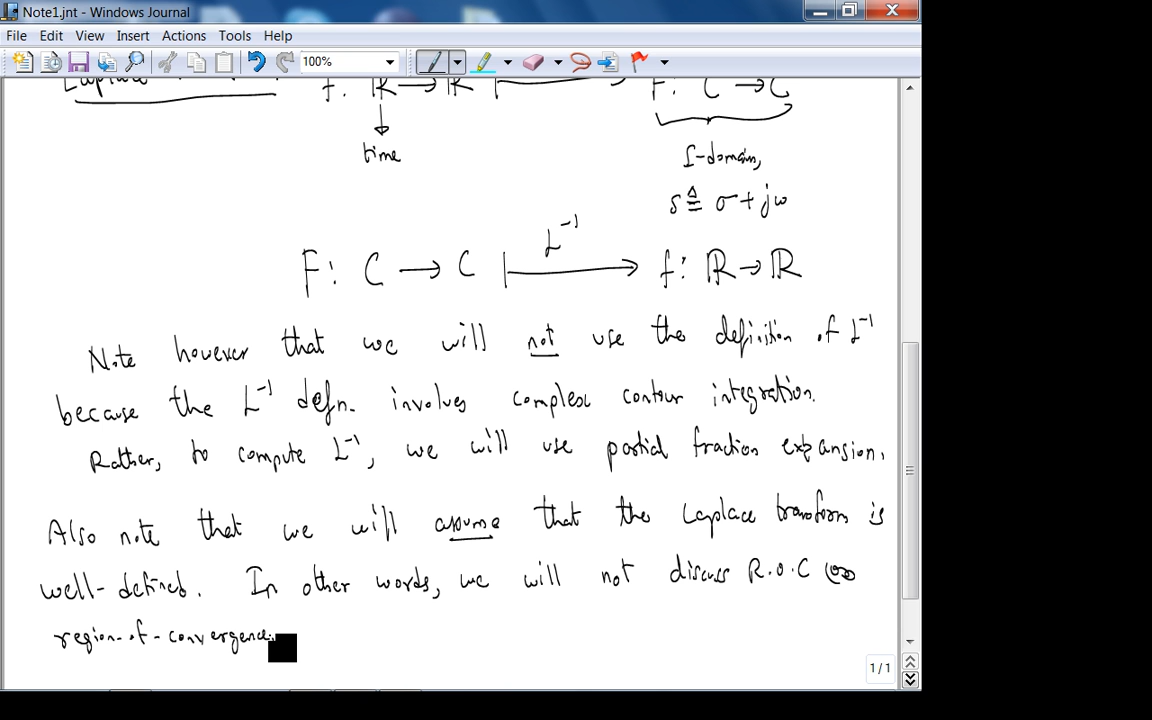 Note1.jnt - Windows Journal
File Edit View Insert Actions Tools Help
100%
Laplace
f: ℝ → ℝ ⟼ F: C → C
time
s-domain,
s ≜ σ + jω
L⁻¹
F: C → C ⟼ f: ℝ → ℝ
Note however that we will not use the definition of L⁻¹
because the L⁻¹ defn. involves complex contour integration.
Rather, to compute L⁻¹, we will use partial fraction expansion.
Also note that we will assume that the Laplace transform is
well-defined. In other words, we will not discuss R.O.C
region-of-convergence.
1/1